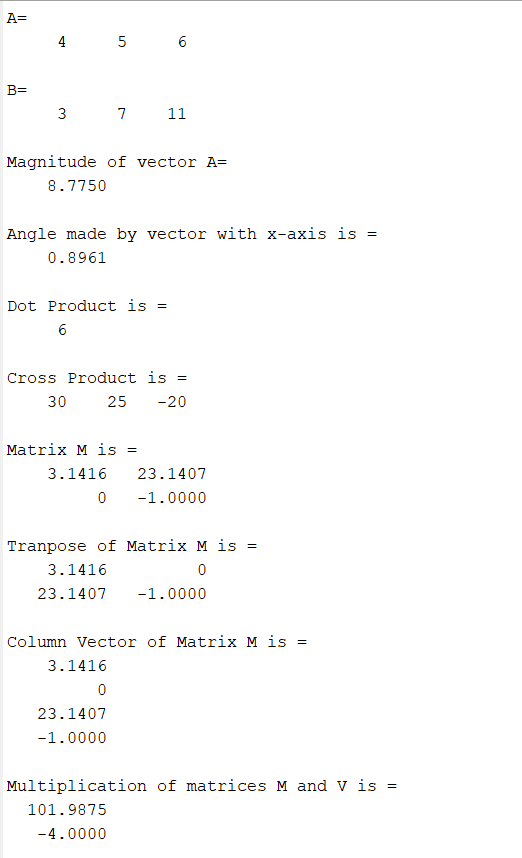 A=
4 5 6
B=
3 7 11
Magnitude of vector A=
8.7750
Angle made by vector with x-axis is =
0.8961
Dot Product is =
6
Cross Product is =
30 25 -20
Matrix M is =
3.1416 23.1407
0 -1.0000
Tranpose of Matrix M is =
3.1416 0
23.1407 -1.0000
Column Vector of Matrix M is =
3.1416
0
23.1407
-1.0000
Multiplication of matrices M and V is =
101.9875
-4.0000